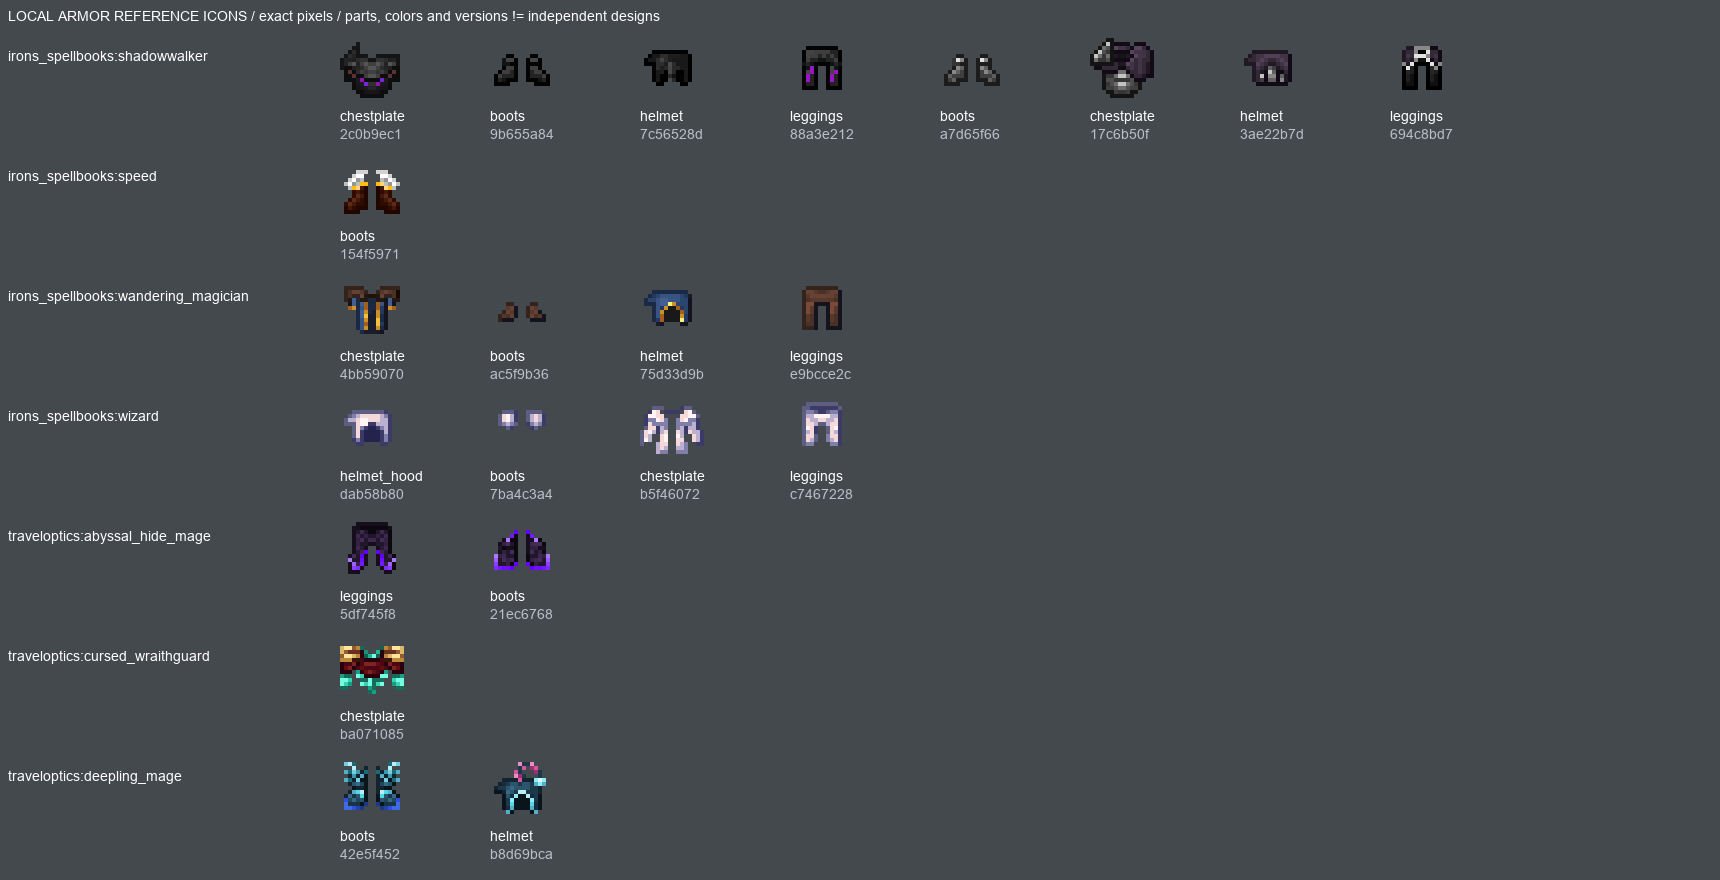 LOCAL ARMOR REFERENCE ICONS / exact pixels / parts, colors and versions != independent designs
irons_spellbooks:shadowwalker
chestplate boots helmet leggings boots chestplate helmet leggings
2c0b9ec1 9b655a84 7c56528d 88a3e212 a7d65f66 17c6b50f 3ae22b7d 694c8bd7
irons_spellbooks:speed
boots
154f5971
irons_spellbooks:wandering_magician
chestplate boots helmet leggings
4bb59070 ac5f9b36 75d33d9b e9bcce2c
irons_spellbooks:wizard
helmet_hood boots chestplate leggings
dab58b80 7ba4c3a4 b5f46072 c7467228
traveloptics:abyssal_hide_mage
leggings boots
5df745f8 21ec6768
traveloptics:cursed_wraithguard
chestplate
ba071085
traveloptics:deepling_mage
boots helmet
42e5f452 b8d69bca